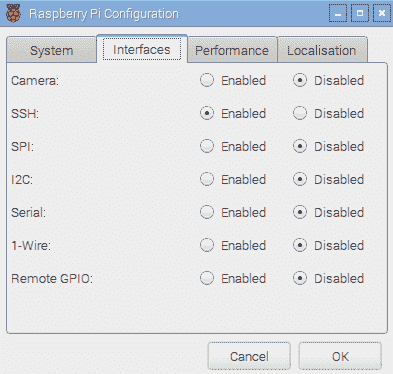 Raspberry Pi Configuration
System Interfaces Performance Localisation
Camera: Enabled Disabled
SSH: Enabled Disabled
SPI: Enabled Disabled
I2C: Enabled Disabled
Serial: Enabled Disabled
1-Wire: Enabled Disabled
Remote GPIO: Enabled Disabled
Cancel OK